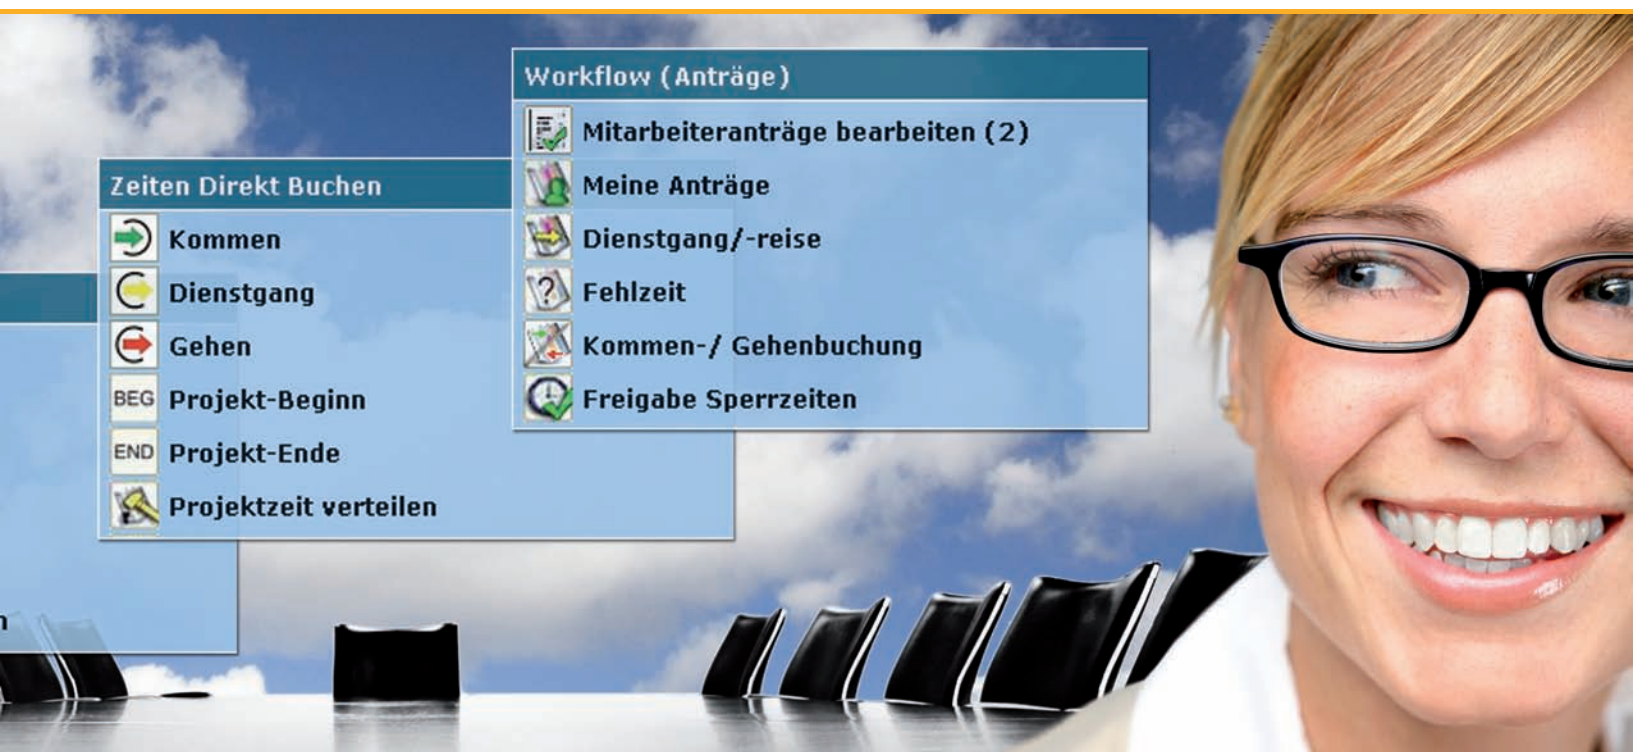 Workflow (Anträge)
Mitarbeiteranträge bearbeiten (2)
Meine Anträge
Dienstgang/-reise
? Fehlzeit
Kommen-/ Gehenbuchung
Freigabe Sperrzeiten
Zeiten Direkt Buchen
Kommen
Dienstgang
Gehen
BEG Projekt-Beginn
END Projekt-Ende
Projektzeit verteilen
n